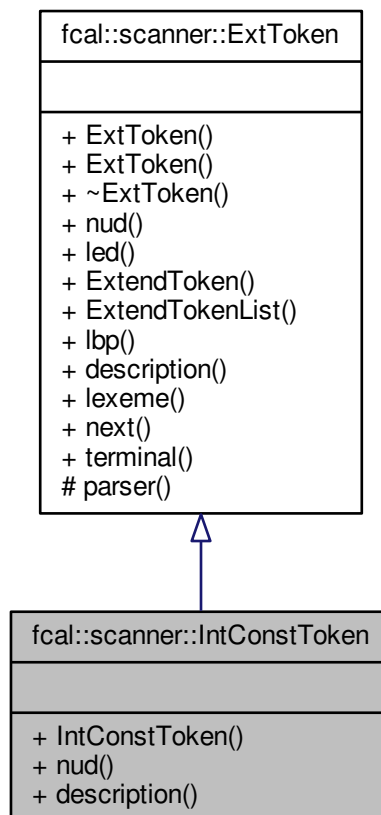 fcal::scanner::ExtToken
+ ExtToken()
+ ExtToken()
+ ~ExtToken()
+ nud()
+ led()
+ ExtendToken()
+ ExtendTokenList()
+ lbp()
+ description()
+ lexeme()
+ next()
+ terminal()
# parser()
fcal::scanner::IntConstToken
+ IntConstToken()
+ nud()
+ description()